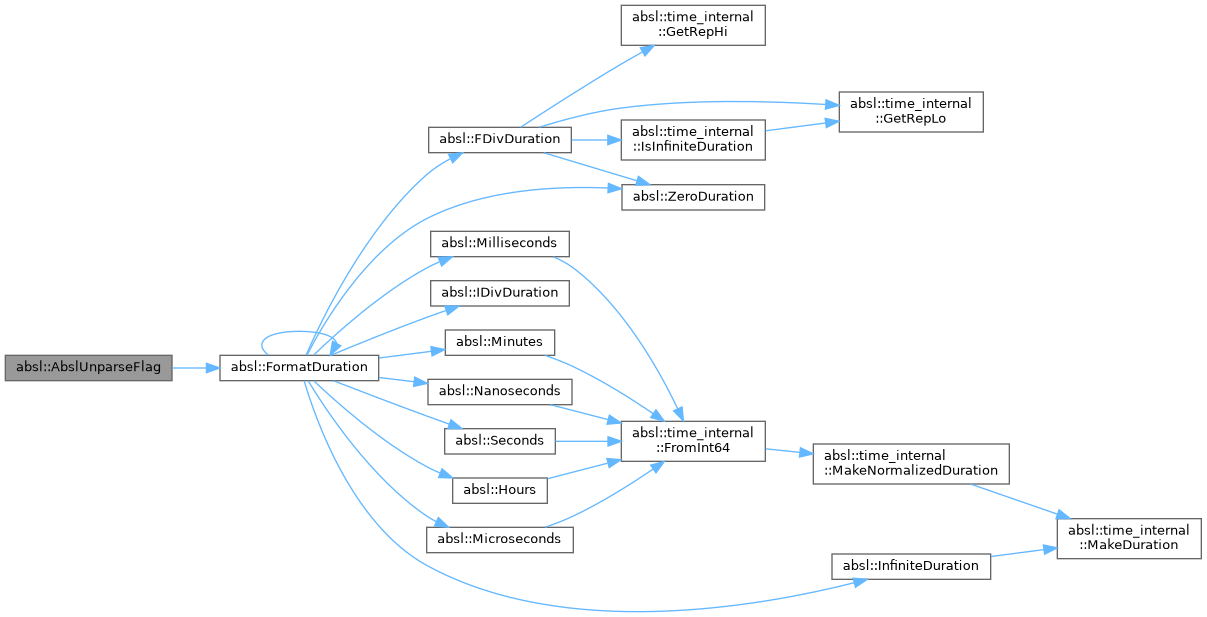 absl::time_internal
::GetRepHi
absl::time_internal
::GetRepLo
absl::FDivDuration
absl::time_internal
::IsInfiniteDuration
absl::ZeroDuration
absl::Milliseconds
absl::IDivDuration
absl::Minutes
absl::AbslUnparseFlag
absl::FormatDuration
absl::Nanoseconds
absl::Seconds
absl::time_internal
::FromInt64
absl::time_internal
::MakeNormalizedDuration
absl::Hours
absl::Microseconds
absl::time_internal
::MakeDuration
absl::InfiniteDuration